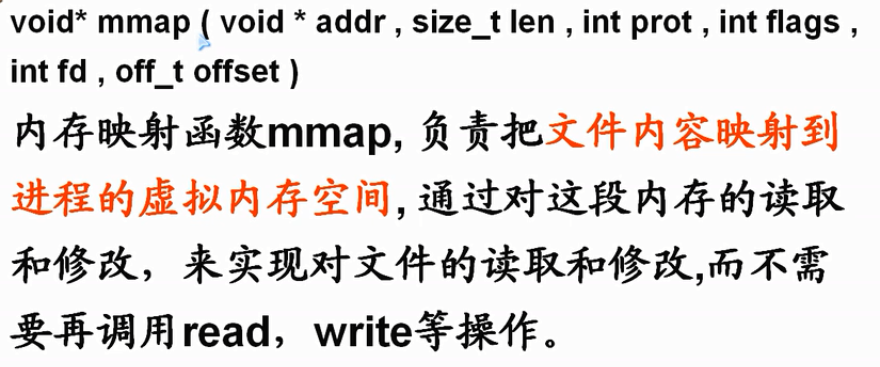 void* mmap ( void * addr , size_t len , int prot , int flags ,
int fd , off_t offset )
内存映射函数mmap, 负责把文件内容映射到
进程的虚拟内存空间, 通过对这段内存的读取
和修改，来实现对文件的读取和修改,而不需
要再调用read，write等操作。